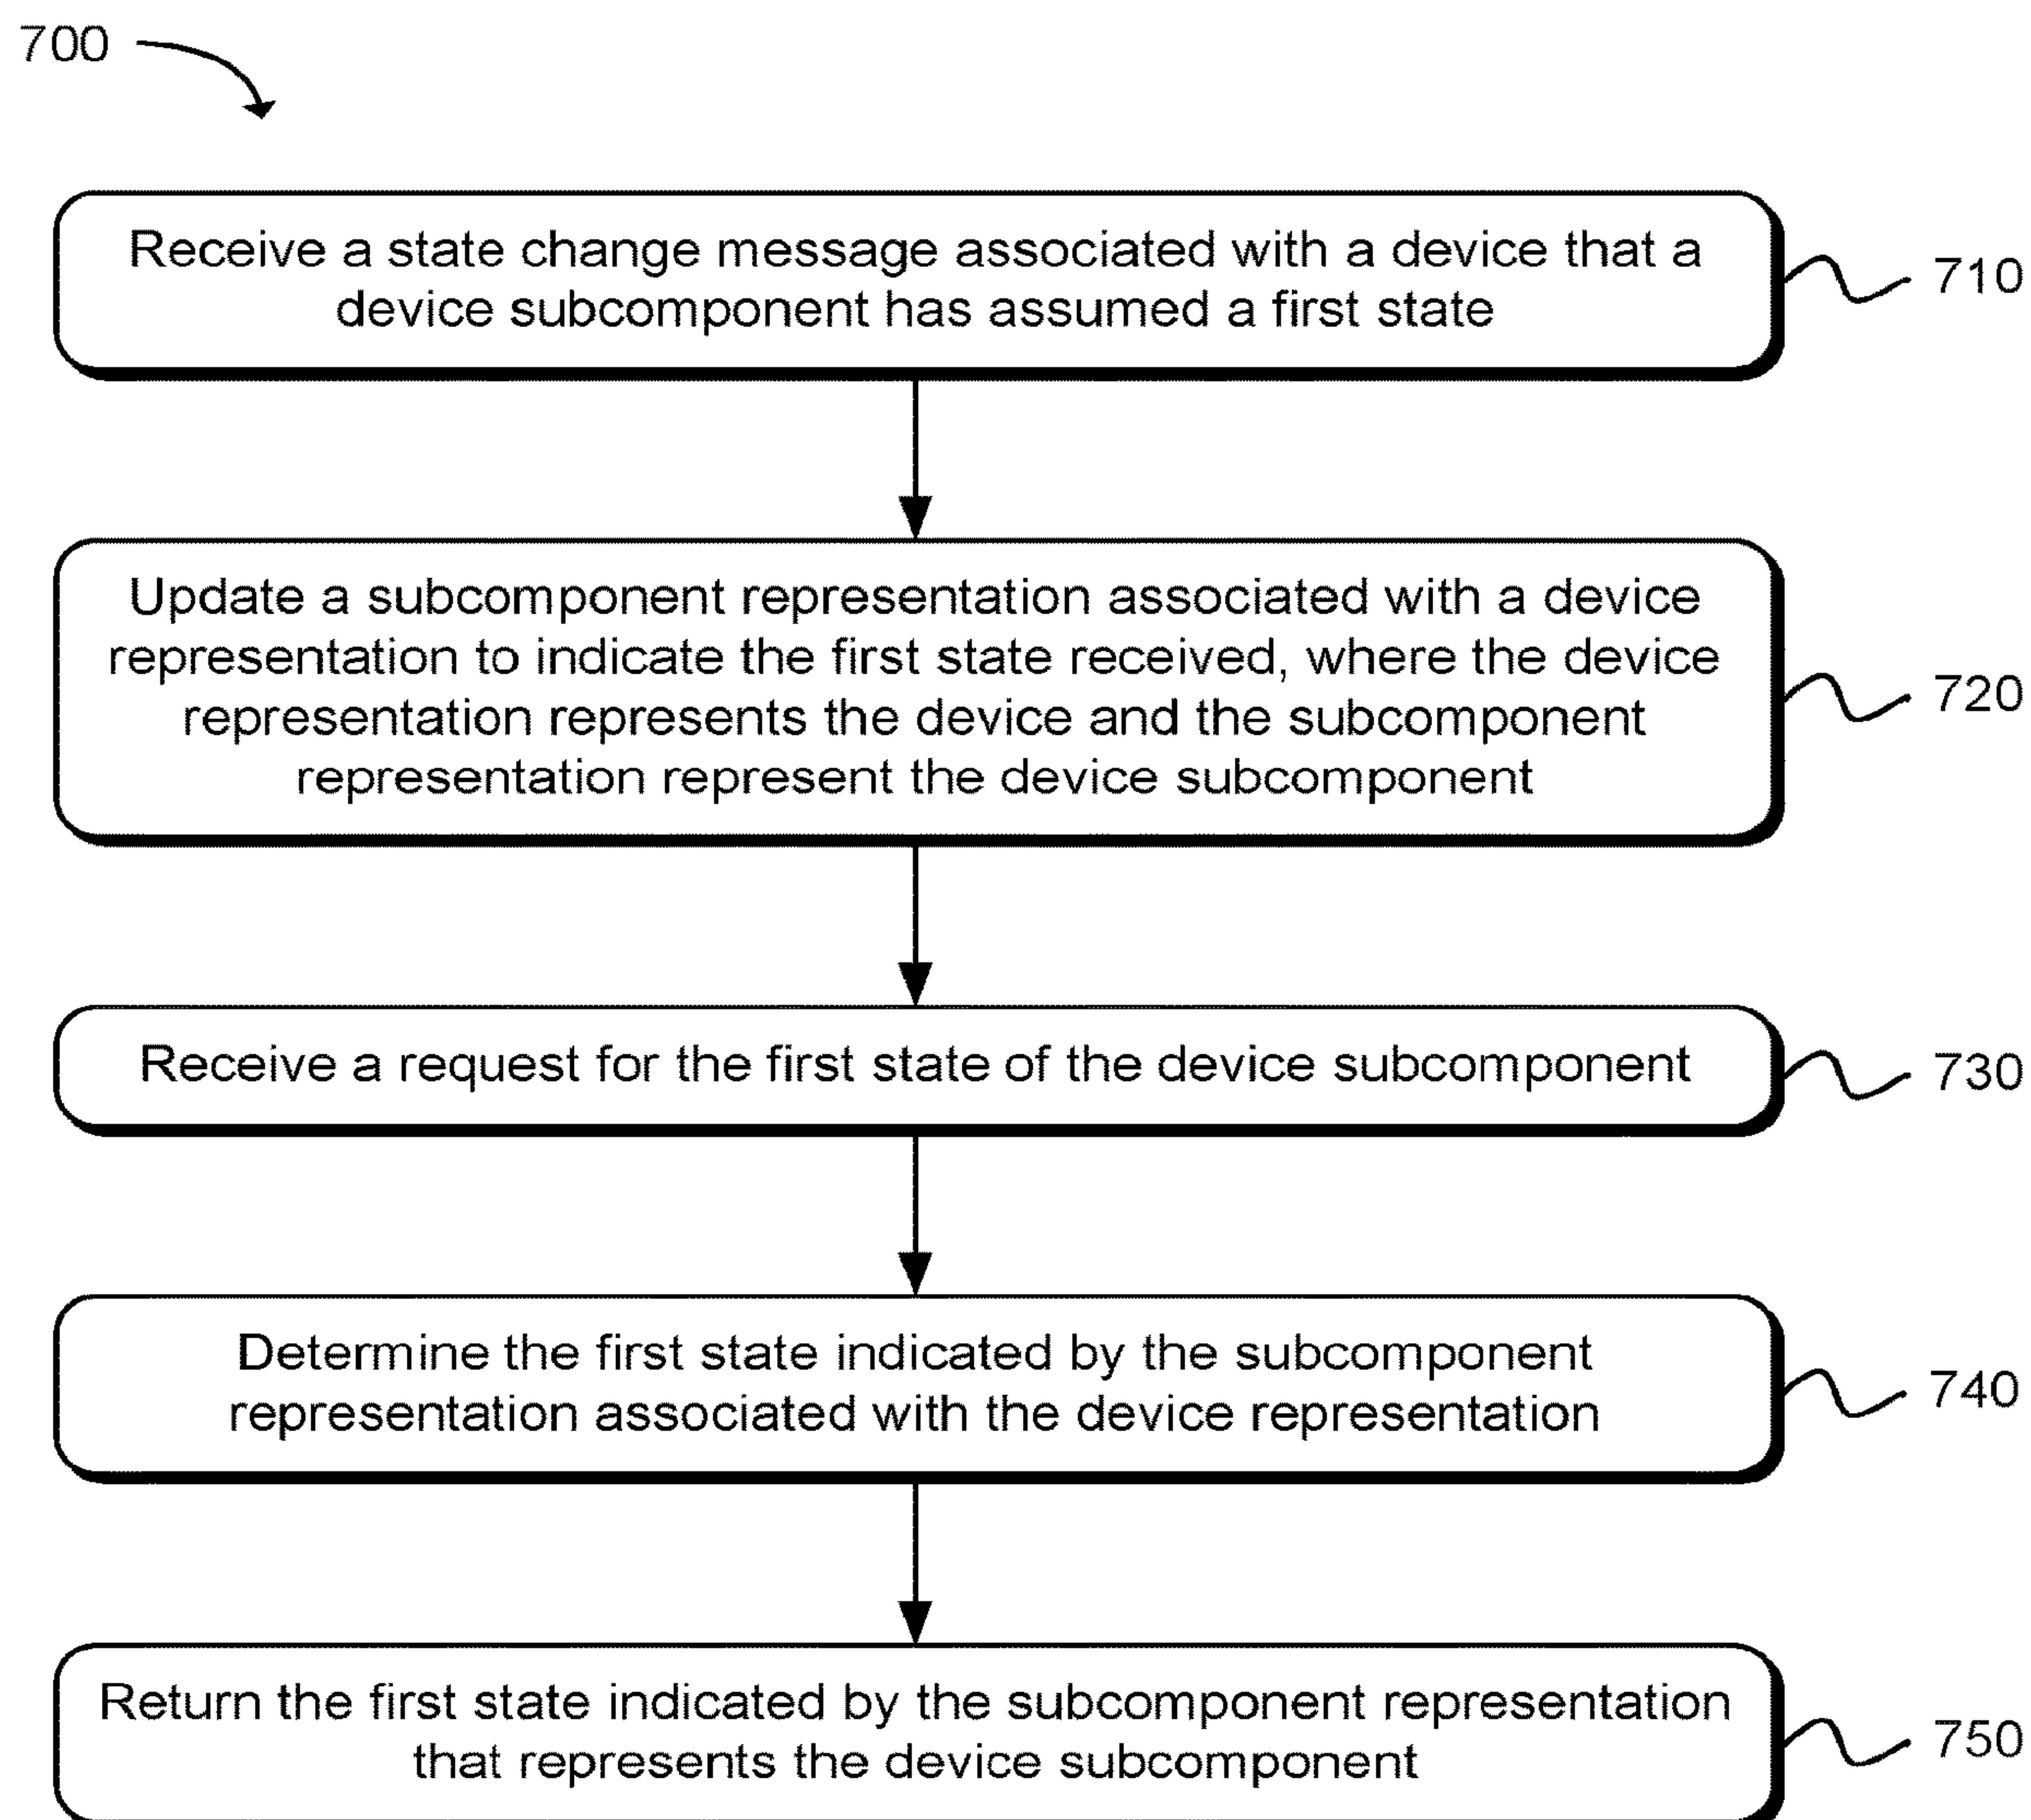 700
Receive a state change message associated with a device that a
device subcomponent has assumed a first state
710
Update a subcomponent representation associated with a device
representation to indicate the first state received, where the device
representation represents the device and the subcomponent
representation represent the device subcomponent
720
Receive a request for the first state of the device subcomponent
730
Determine the first state indicated by the subcomponent
representation associated with the device representation
740
Return the first state indicated by the subcomponent representation
that represents the device subcomponent
750